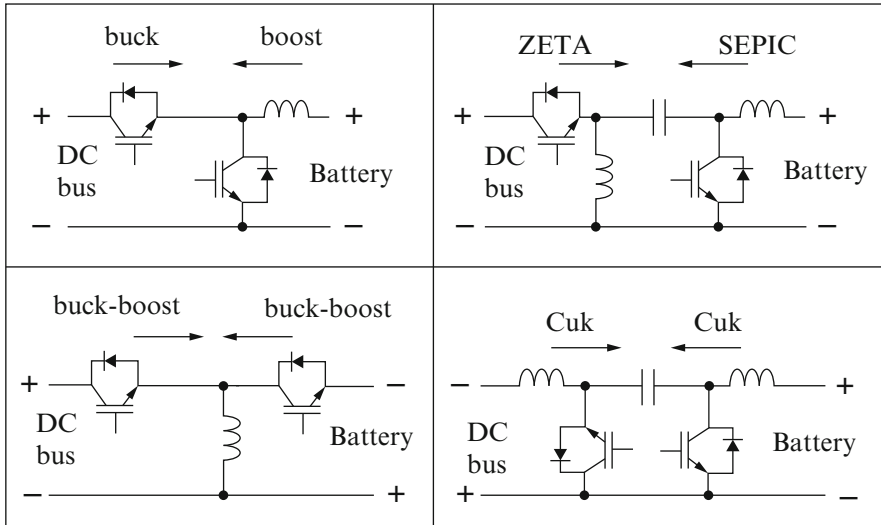 buck boost
+ +
DC
bus
Battery
− −
ZETA SEPIC
+ +
DC
bus
Battery
− −
buck-boost buck-boost
+ −
DC
bus
Battery
− +
Cuk Cuk
− +
DC
bus
Battery
+ −